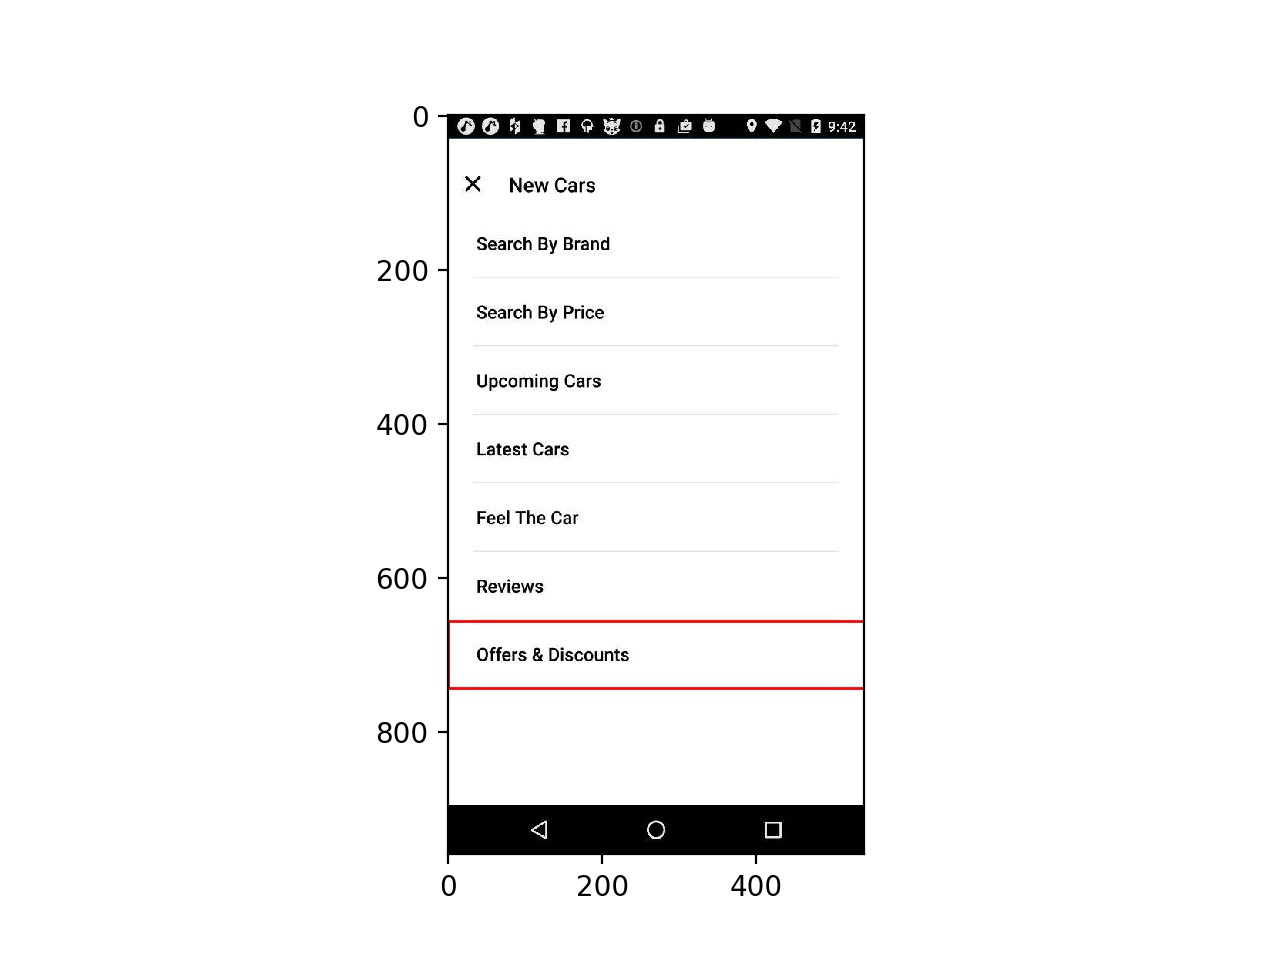 0
9:42
New Cars
Search By Brand
200
Search By Price
Upcoming Cars
400
Latest Cars
Feel The Car
600
Reviews
Offers & Discounts
800
0
200
400